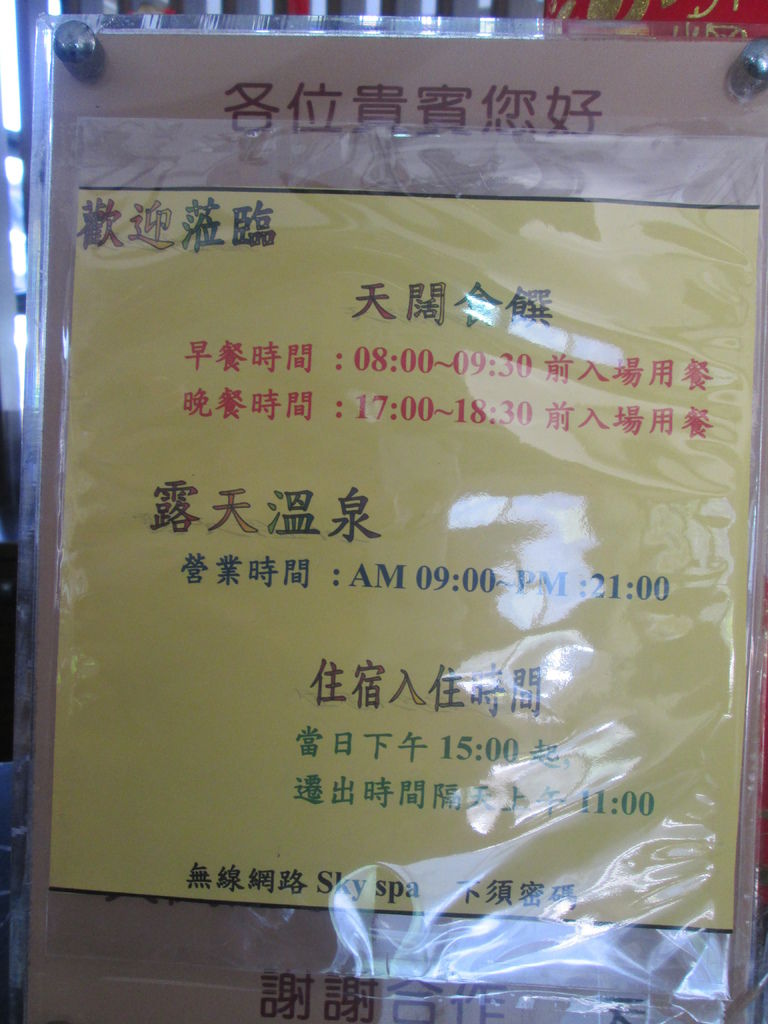 各位貴賓您好
歡迎蒞臨
天闊食饌
早餐時間 : 08:00~09:30 前入場用餐
晚餐時間 : 17:00~18:30 前入場用餐
露天溫泉
營業時間 : AM 09:00~PM :21:00
住宿入住時間
當日下午 15:00 起,
遷出時間隔天上午 11:00
無線網路 Sky spa 不須密碼
謝謝合作